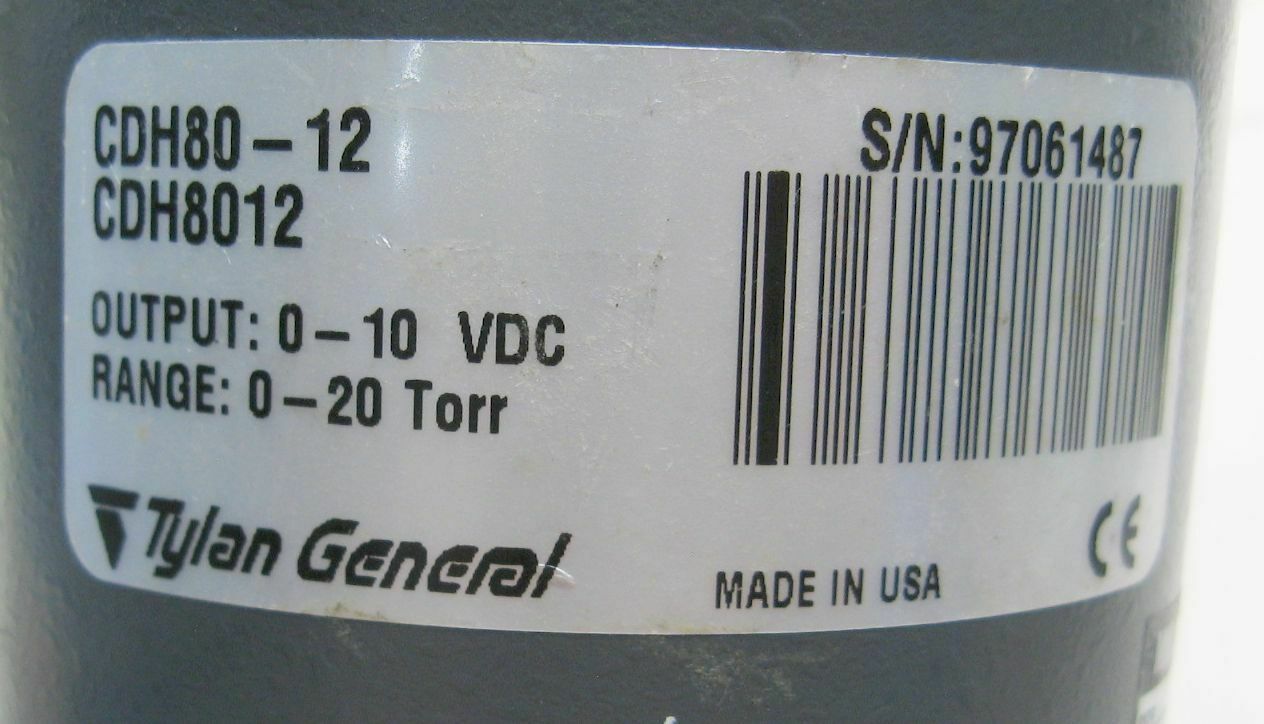 CDH80-12
CDH8012
OUTPUT: 0-10 VDC
RANGE: 0-20 Torr
S/N:97061487
Tylan General
MADE IN USA
CE